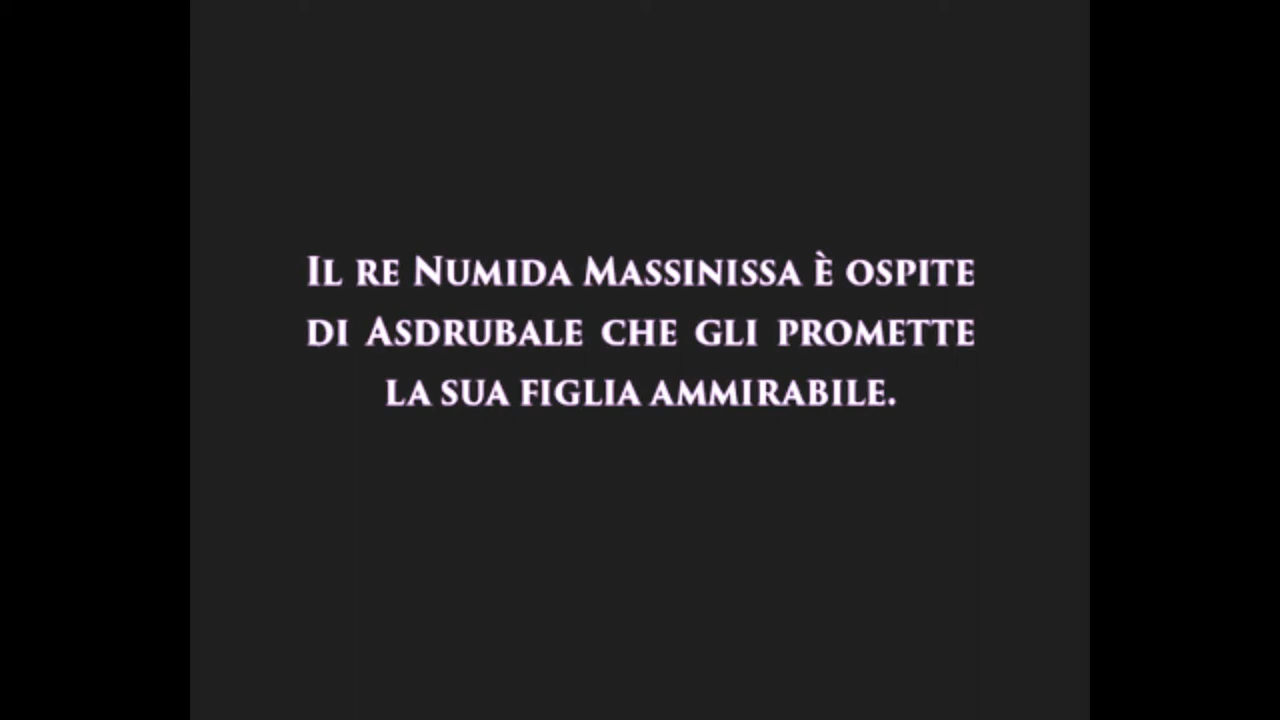 Il re Numida Massinissa è ospite
di Asdrubale che gli promette
la sua figlia ammirabile.